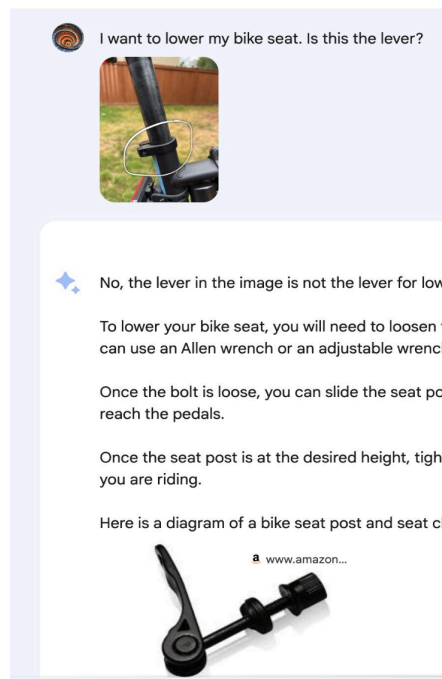 I want to lower my bike seat. Is this the lever?
No, the lever in the image is not the lever for low
To lower your bike seat, you will need to loosen
can use an Allen wrench or an adjustable wrenc
Once the bolt is loose, you can slide the seat po
reach the pedals.
Once the seat post is at the desired height, tigh
you are riding.
Here is a diagram of a bike seat post and seat c
www.amazon...